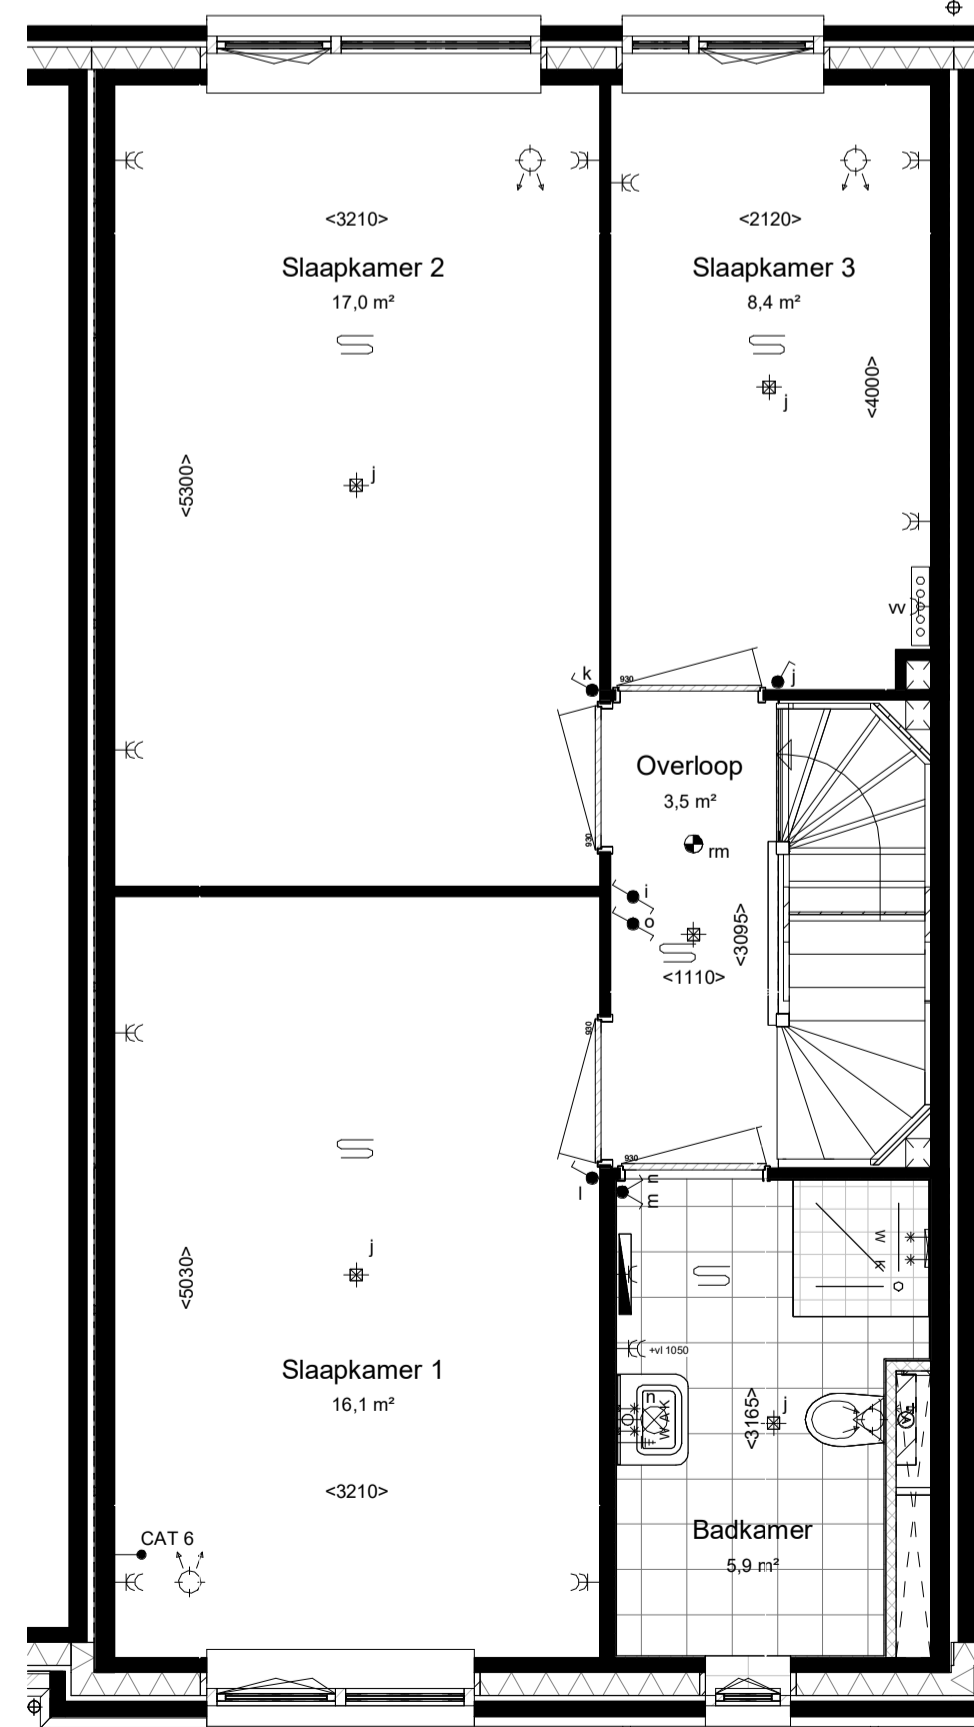 <3210>
<2120>
Slaapkamer 2
Slaapkamer 3
17,0 m²
8,4 m²
<4000>
j
j
<5300>
vv
k
930
j
Overloop
3,5 m²
930
rm
i
o
<3095>
<1110>
930
930
l
n
m
W
K
<5030>
j
+vl 1050
Slaapkamer 1
16,1 m²
n
WAK
<3165>
j
<3210>
Badkamer
5,9 m²
CAT 6